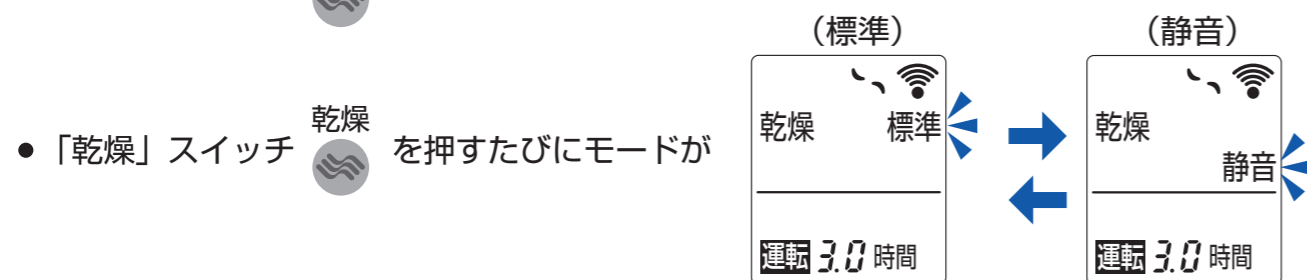 （標準）
（静音）
●「乾燥」スイッチ 乾燥 を押すたびにモードが
乾燥 標準
運転 3.0 時間
乾燥
静音
運転 3.0 時間